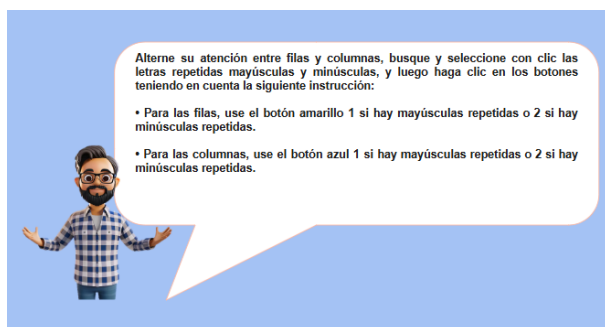 Alterne su atención entre filas y columnas, busque y seleccione con clic las
letras repetidas mayúsculas y minúsculas, y luego haga clic en los botones
teniendo en cuenta la siguiente instrucción:
• Para las filas, use el botón amarillo 1 si hay mayúsculas repetidas o 2 si hay
minúsculas repetidas.
• Para las columnas, use el botón azul 1 si hay mayúsculas repetidas o 2 si hay
minúsculas repetidas.